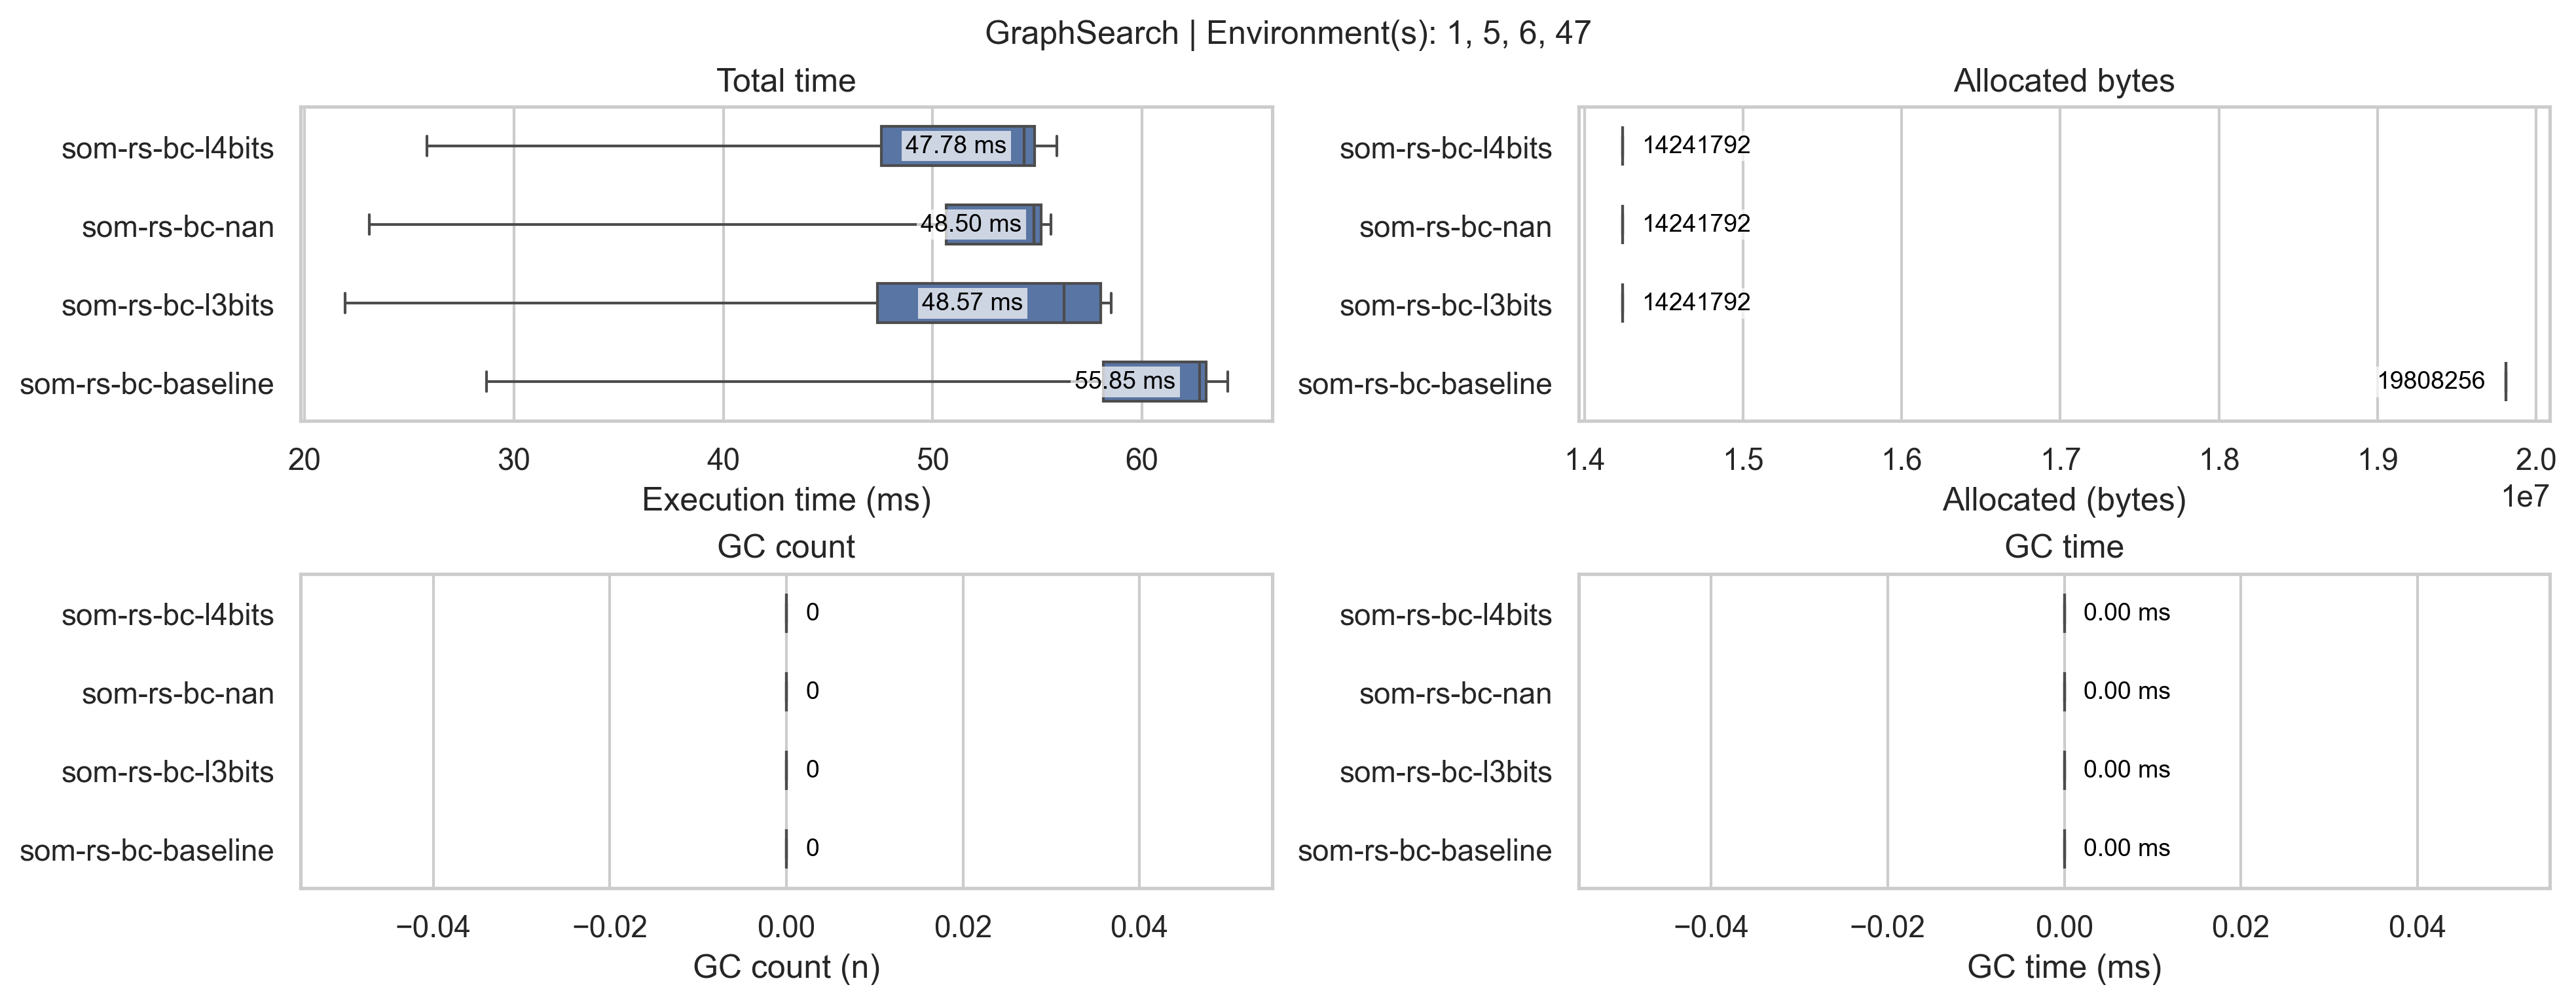 GraphSearch | Environment(s): 1, 5, 6, 47
Total time
som-rs-bc-l4bits
47.78 ms
som-rs-bc-nan
48.50 ms
som-rs-bc-l3bits
48.57 ms
som-rs-bc-baseline
55.85 ms
20 30 40 50 60
Execution time (ms)
Allocated bytes
som-rs-bc-l4bits
14241792
som-rs-bc-nan
14241792
som-rs-bc-l3bits
14241792
som-rs-bc-baseline
19808256
1.4 1.5 1.6 1.7 1.8 1.9 2.0
1e7
Allocated (bytes)
GC count
som-rs-bc-l4bits
0
som-rs-bc-nan
0
som-rs-bc-l3bits
0
som-rs-bc-baseline
0
−0.04 −0.02 0.00 0.02 0.04
GC count (n)
GC time
som-rs-bc-l4bits
0.00 ms
som-rs-bc-nan
0.00 ms
som-rs-bc-l3bits
0.00 ms
som-rs-bc-baseline
0.00 ms
−0.04 −0.02 0.00 0.02 0.04
GC time (ms)